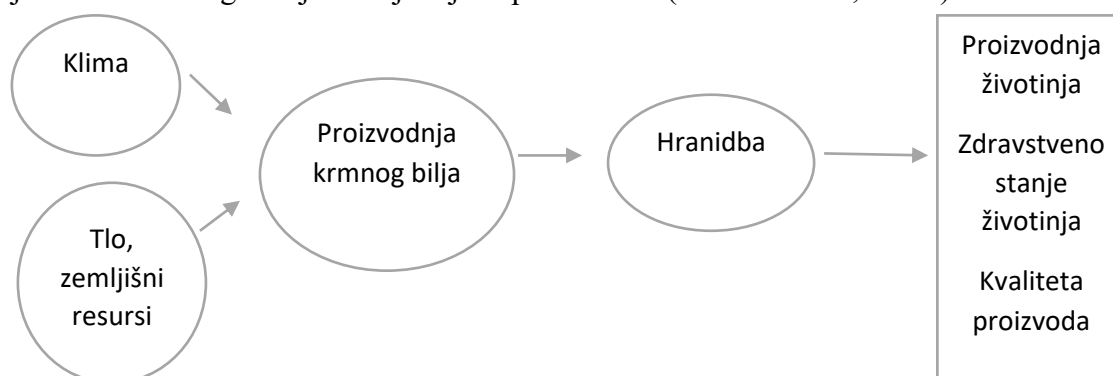 Klima
Tlo,
zemljišni
resursi
Proizvodnja
krmnog bilja
Hranidba
Proizvodnja
životinja
Zdravstveno
stanje
životinja
Kvaliteta
proizvoda